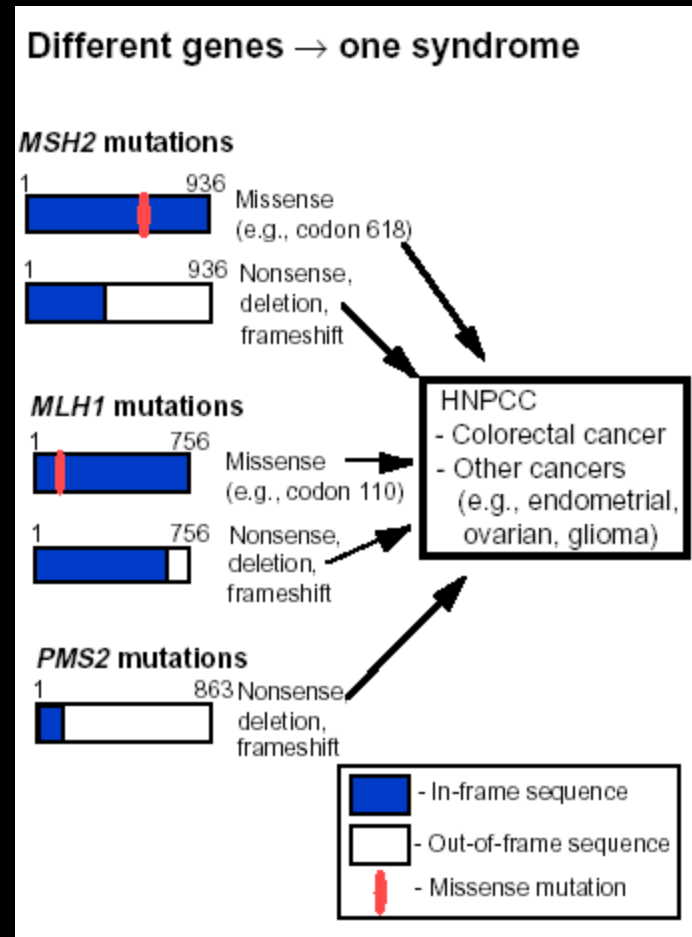 Different genes → one syndrome
MSH2 mutations
1 936
Missense
(e.g., codon 618)
1 936
Nonsense,
deletion,
frameshift
MLH1 mutations
1 756
Missense
(e.g., codon 110)
1 756
Nonsense,
deletion,
frameshift
PMS2 mutations
1 863
Nonsense,
deletion,
frameshift
HNPCC
- Colorectal cancer
- Other cancers
(e.g., endometrial,
ovarian, glioma)
- In-frame sequence
- Out-of-frame sequence
- Missense mutation